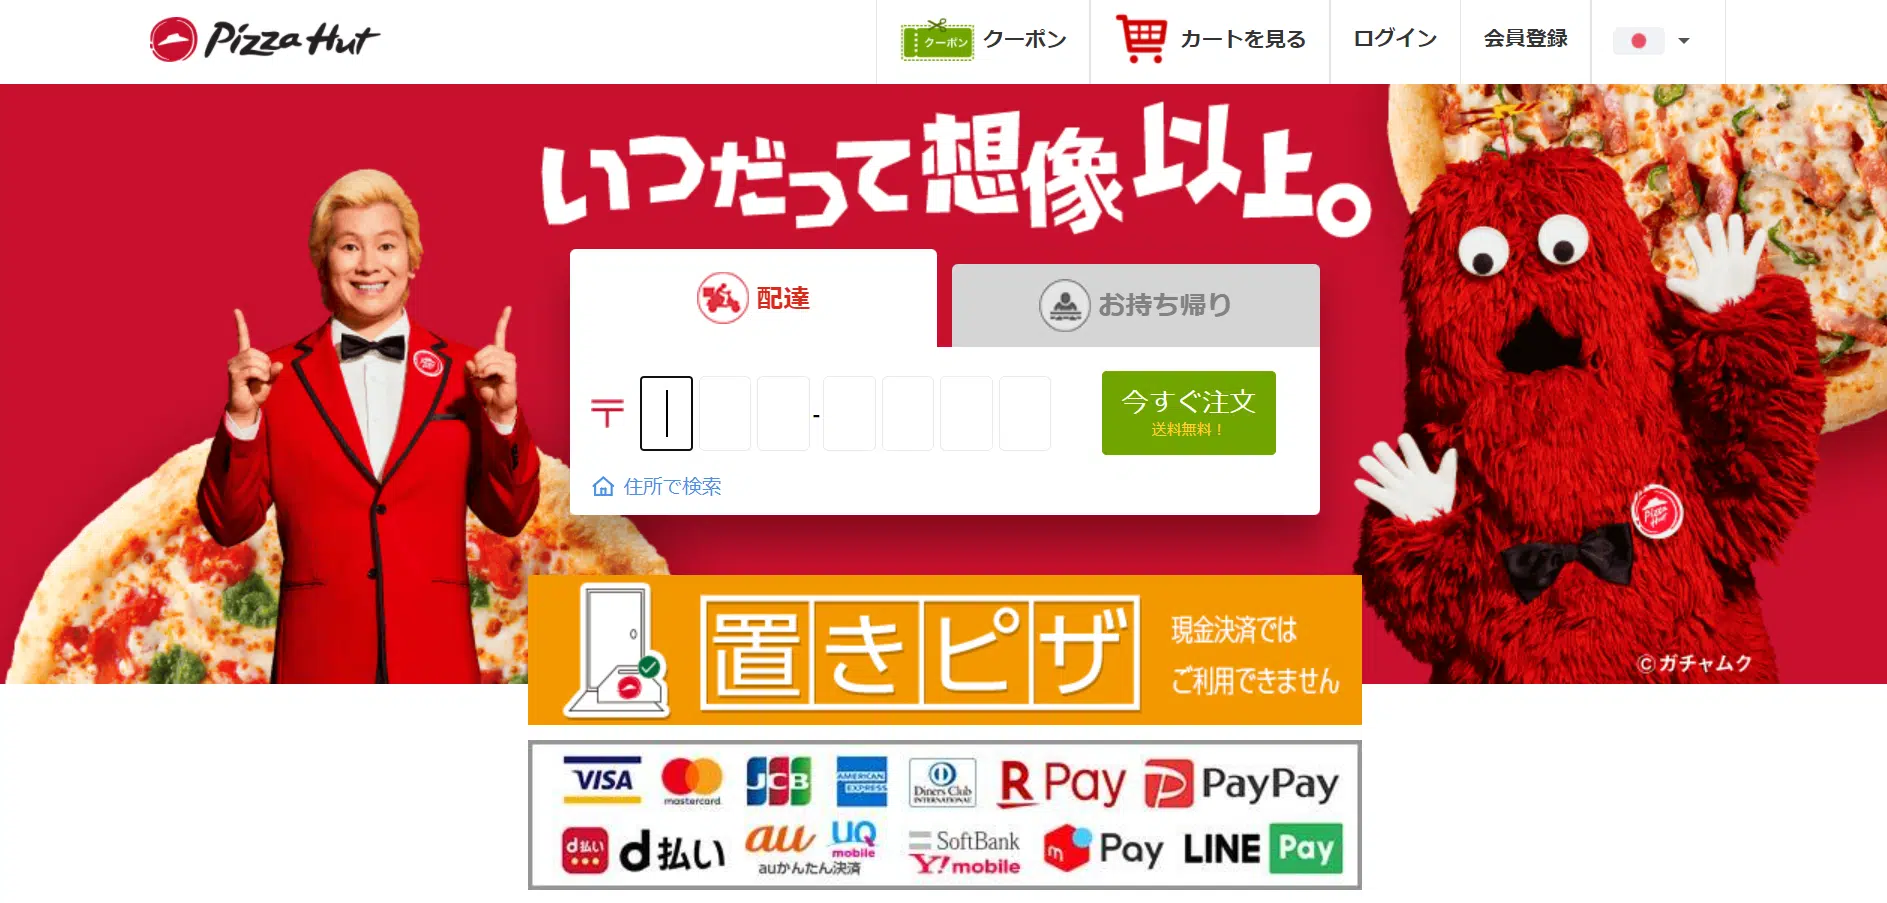 Pizza Hut
クーポン
クーポン
カートを見る
ログイン
会員登録
いつだって想像以上。
配達
お持ち帰り
〒
-
今すぐ注文
送料無料！
住所で検索
Pizza Hut
©ガチャムク
置きピザ
現金決済では
ご利用できません
VISA
mastercard
JCB
AMERICAN EXPRESS
Diners Club
INTERNATIONAL
R Pay
PayPay
d払い
d払い
au
auかんたん決済
UQ
mobile
SoftBank
Y!mobile
m Pay
LINE Pay